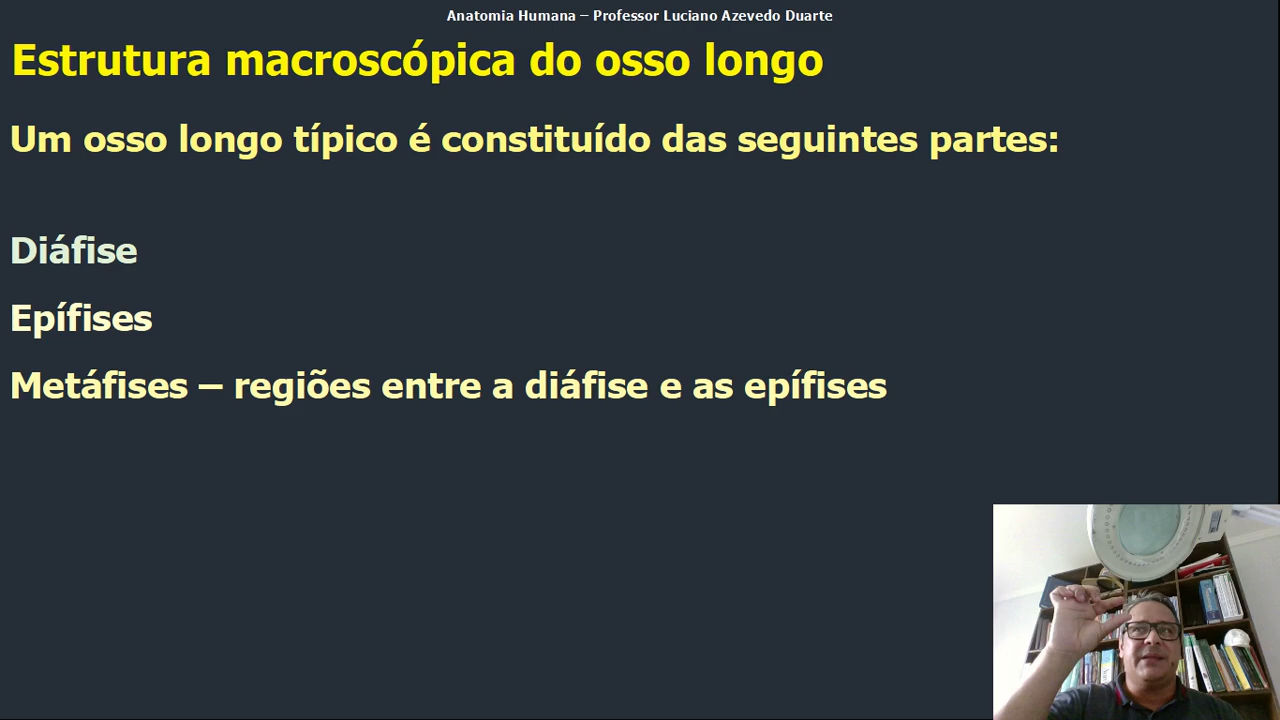 Anatomia Humana – Professor Luciano Azevedo Duarte
Estrutura macroscópica do osso longo
Um osso longo típico é constituído das seguintes partes:
Diáfise
Epífises
Metáfises – regiões entre a diáfise e as epífises